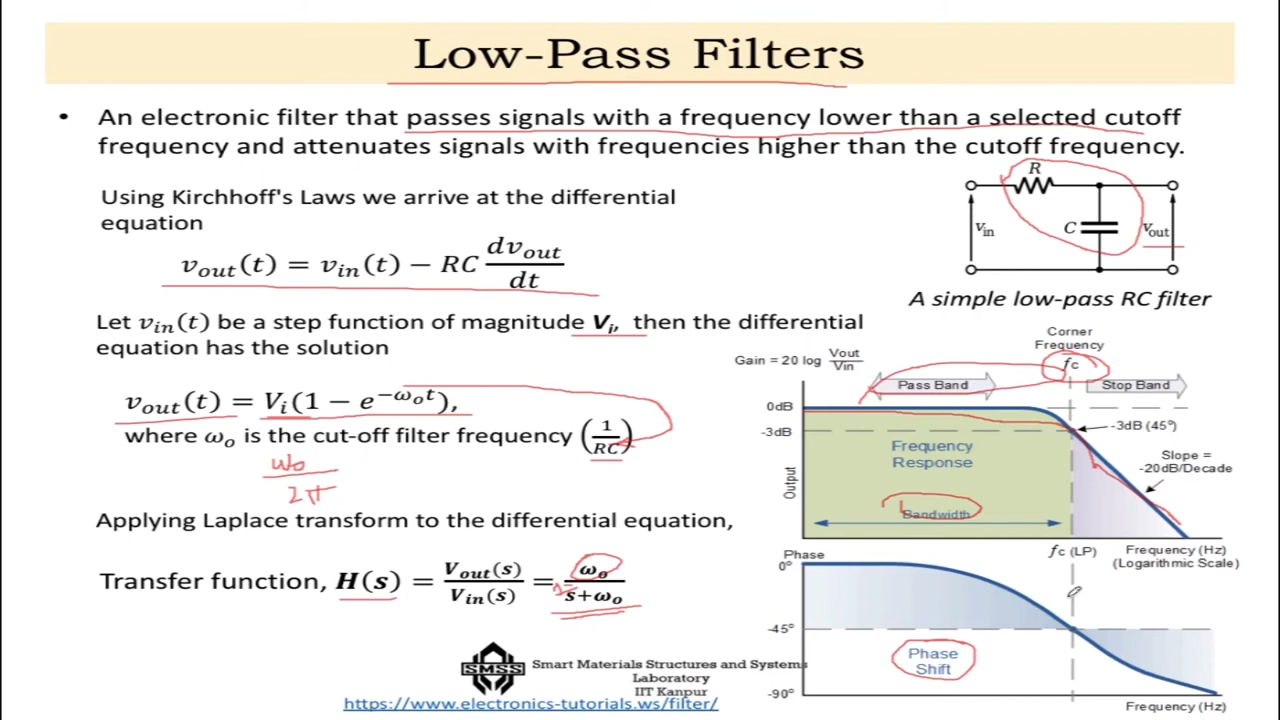 Low-Pass Filters
• An electronic filter that passes signals with a frequency lower than a selected cutoff
frequency and attenuates signals with frequencies higher than the cutoff frequency.
Using Kirchhoff's Laws we arrive at the differential
equation
v_out(t) = v_in(t) − RC dv_out/dt
R
v_in
C
v_out
A simple low-pass RC filter
Let v_in(t) be a step function of magnitude V_i, then the differential
equation has the solution
v_out(t) = V_i(1 − e^(−ω_o t),
where ω_o is the cut-off filter frequency (1/RC)
ω_o/2π
Applying Laplace transform to the differential equation,
Transfer function, H(s) = V_out(s)/V_in(s) = ω_o/(s+ω_o)
Gain = 20 log Vout/Vin
Corner
Frequency
fc
Pass Band
Stop Band
0dB
-3dB
-3dB (45°)
Frequency
Response
Slope =
-20dB/Decade
Output
Bandwidth
fc (LP)
Frequency (Hz)
(Logarithmic Scale)
Phase
0°
-45°
Phase
Shift
-90°
Frequency (Hz)
SMSS
Smart Materials Structures and Systems
Laboratory
IIT Kanpur
https://www.electronics-tutorials.ws/filter/